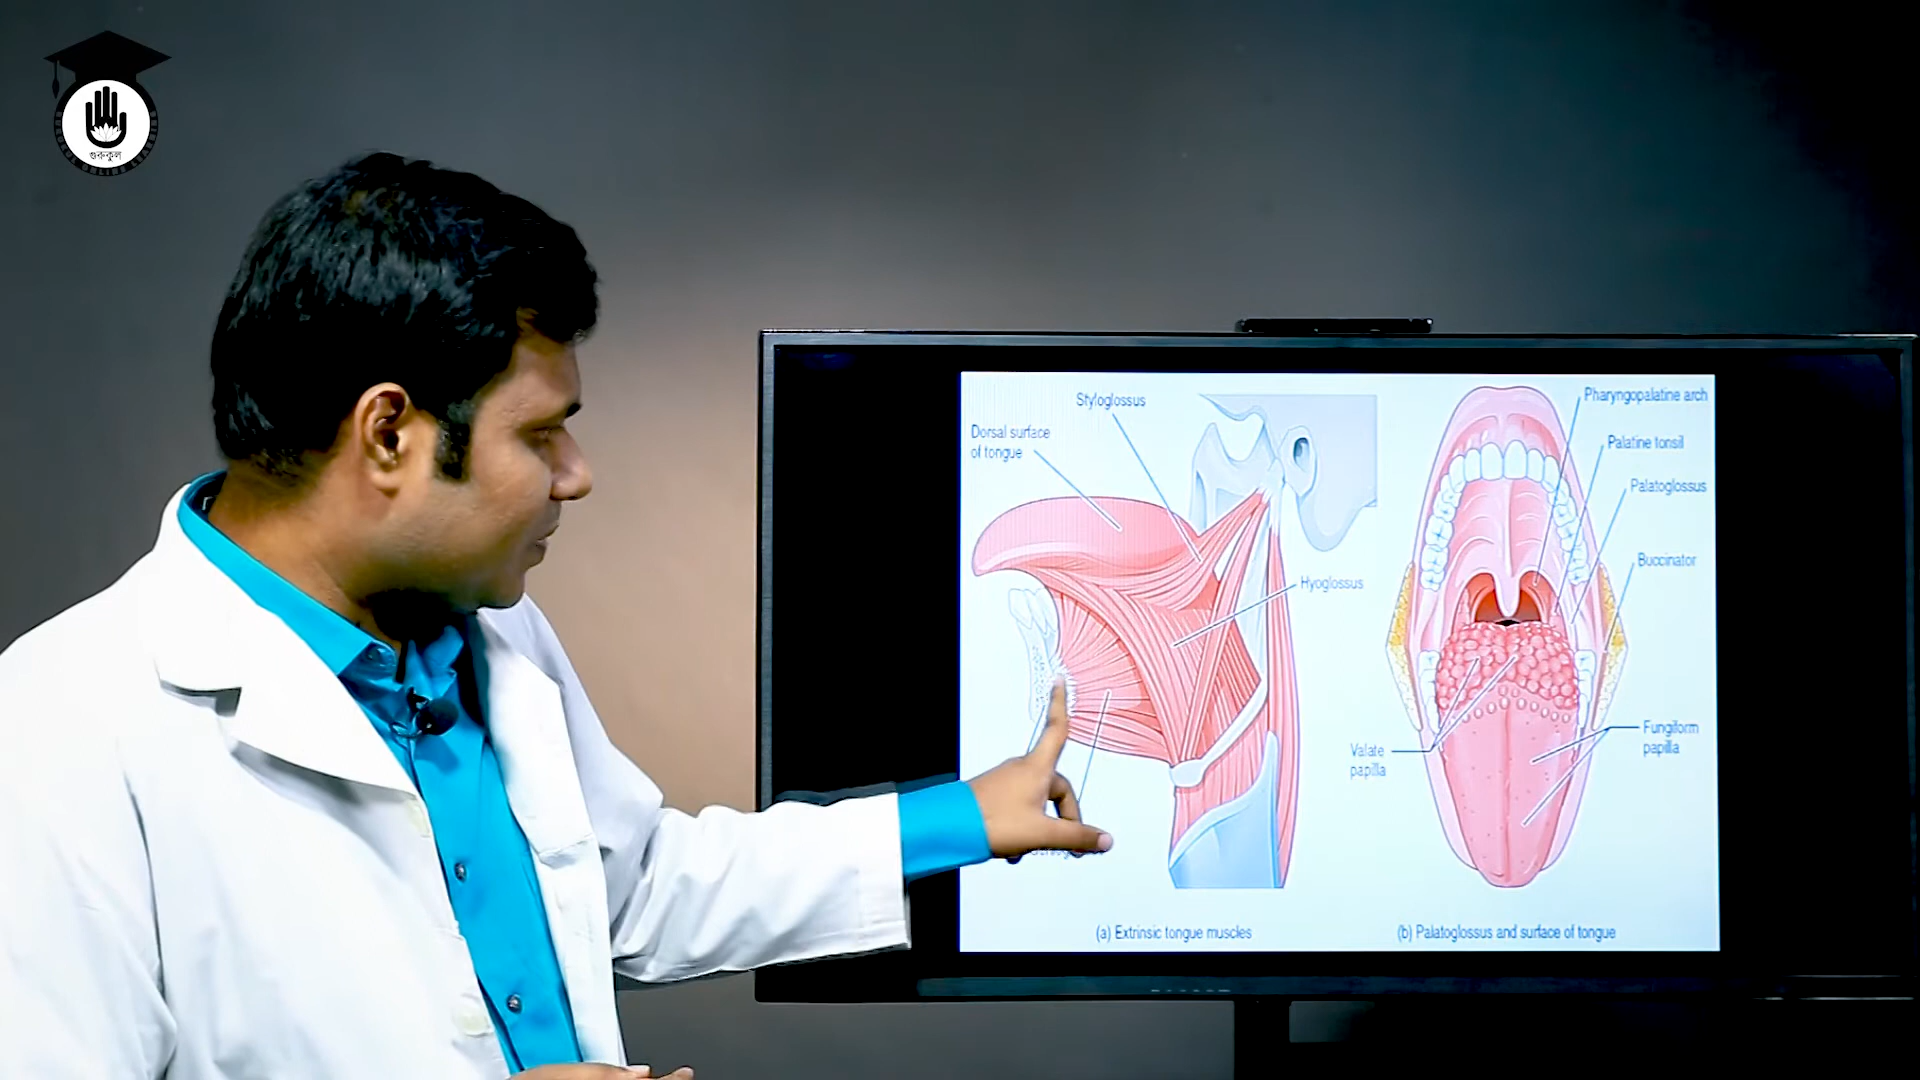 গুরুকুল
Styloglossus
Dorsal surface
of tongue
Hyoglossus
(a) Extrinsic tongue muscles
Pharyngopalatine arch
Palatine tonsil
Palatoglossus
Buccinator
Valate
papilla
Fungiform
papilla
(b) Palatoglossus and surface of tongue